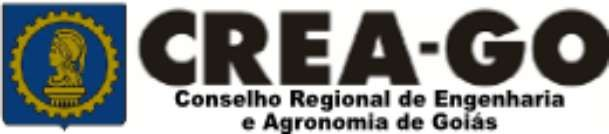 CREA-GO
Conselho Regional de Engenharia
e Agronomia de Goiás